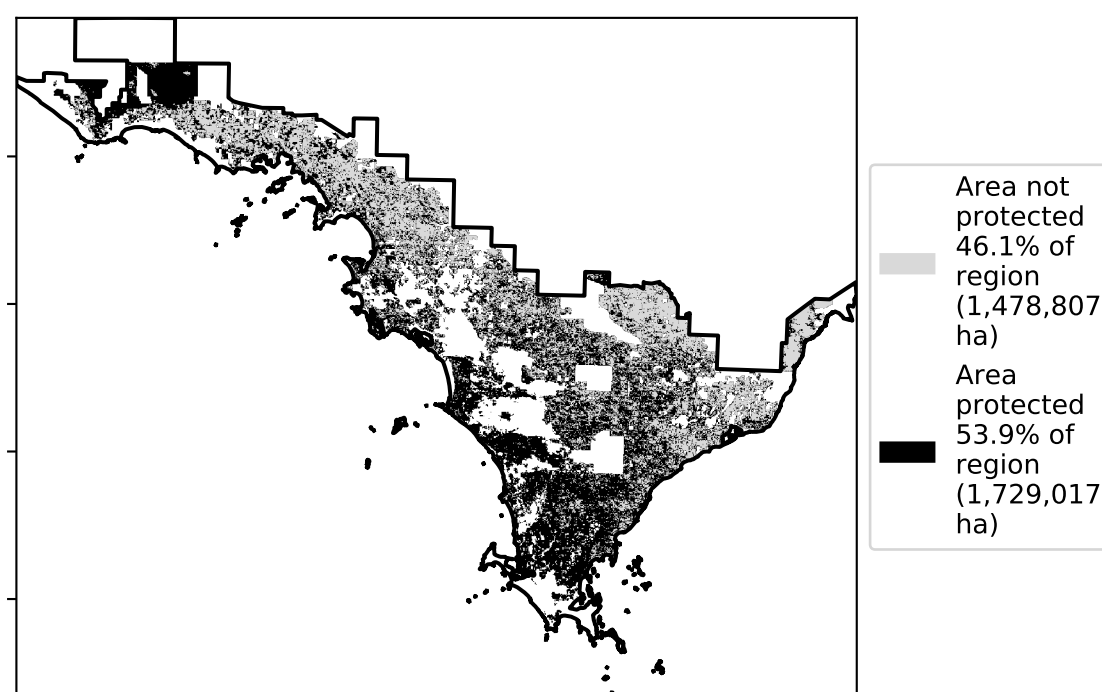 Area not
protected
46.1% of
region
(1,478,807
ha)
Area
protected
53.9% of
region
(1,729,017
ha)